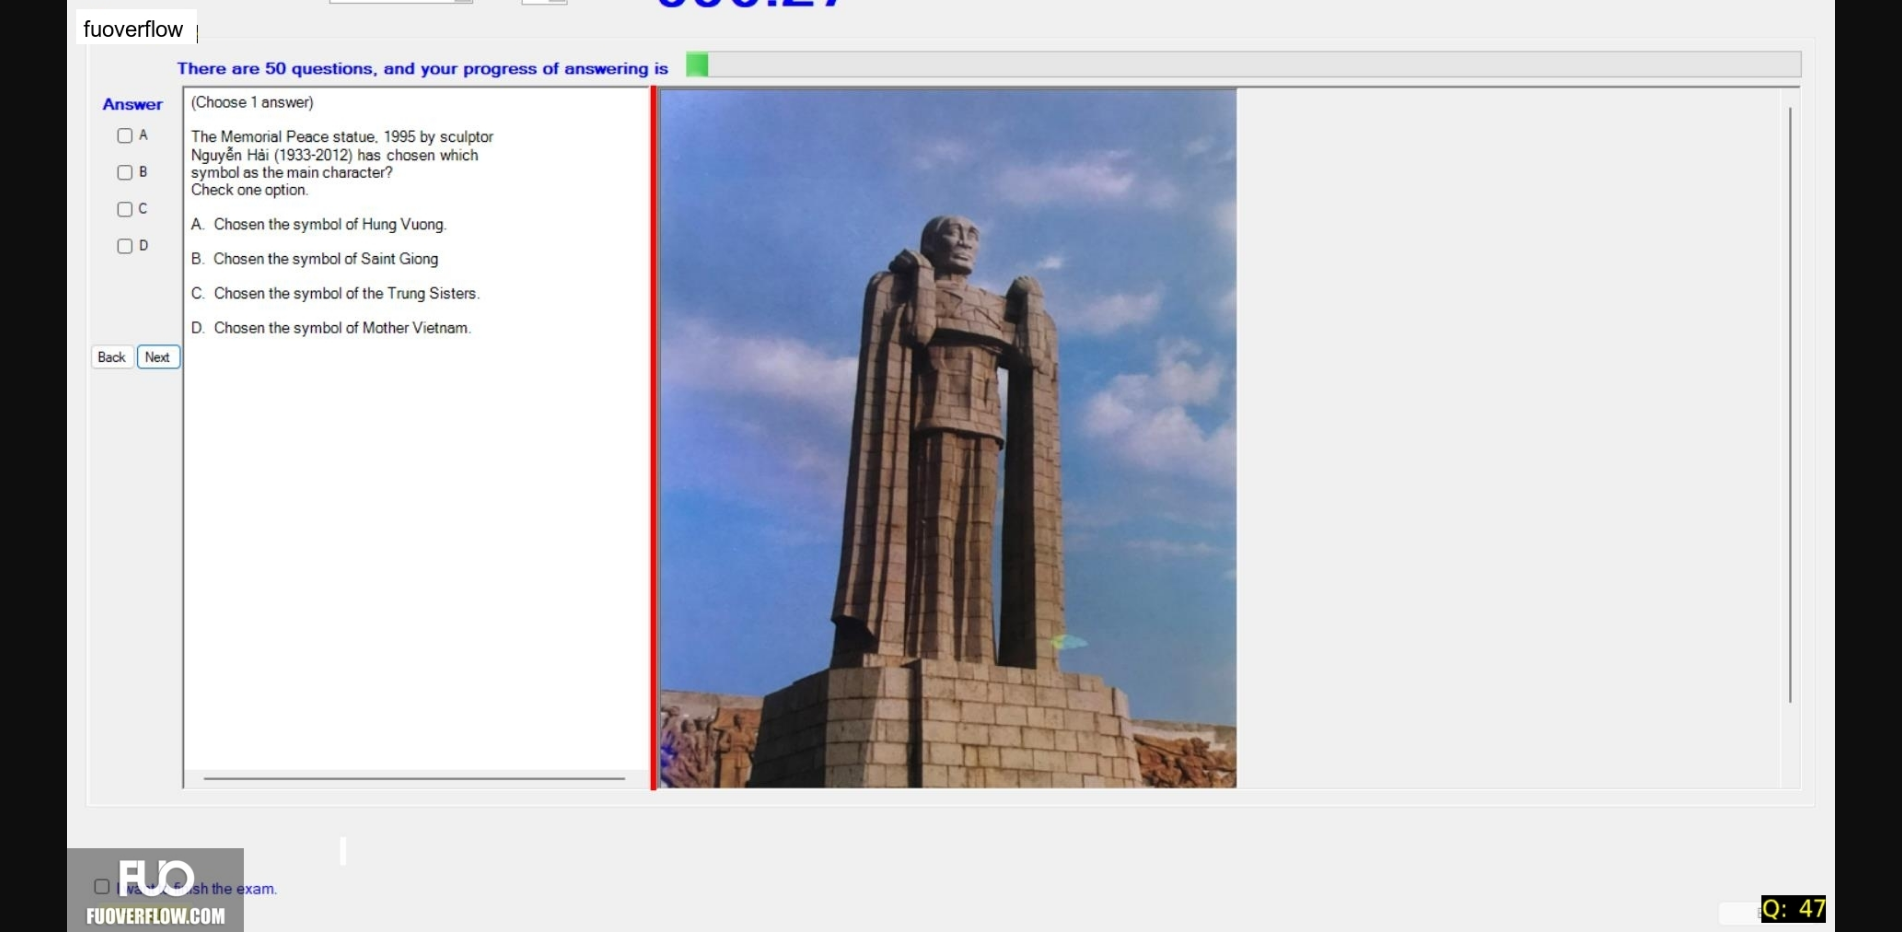 fuoverflow
There are 50 questions, and your progress of answering is
Answer
A
B
C
D
Back
Next
(Choose 1 answer)
The Memorial Peace statue, 1995 by sculptor
Nguyễn Hải (1933-2012) has chosen which
symbol as the main character?
Check one option.
A. Chosen the symbol of Hung Vuong.
B. Chosen the symbol of Saint Giong
C. Chosen the symbol of the Trung Sisters.
D. Chosen the symbol of Mother Vietnam.
FUO
sh the exam.
FUOVERFLOW.COM
Q: 47